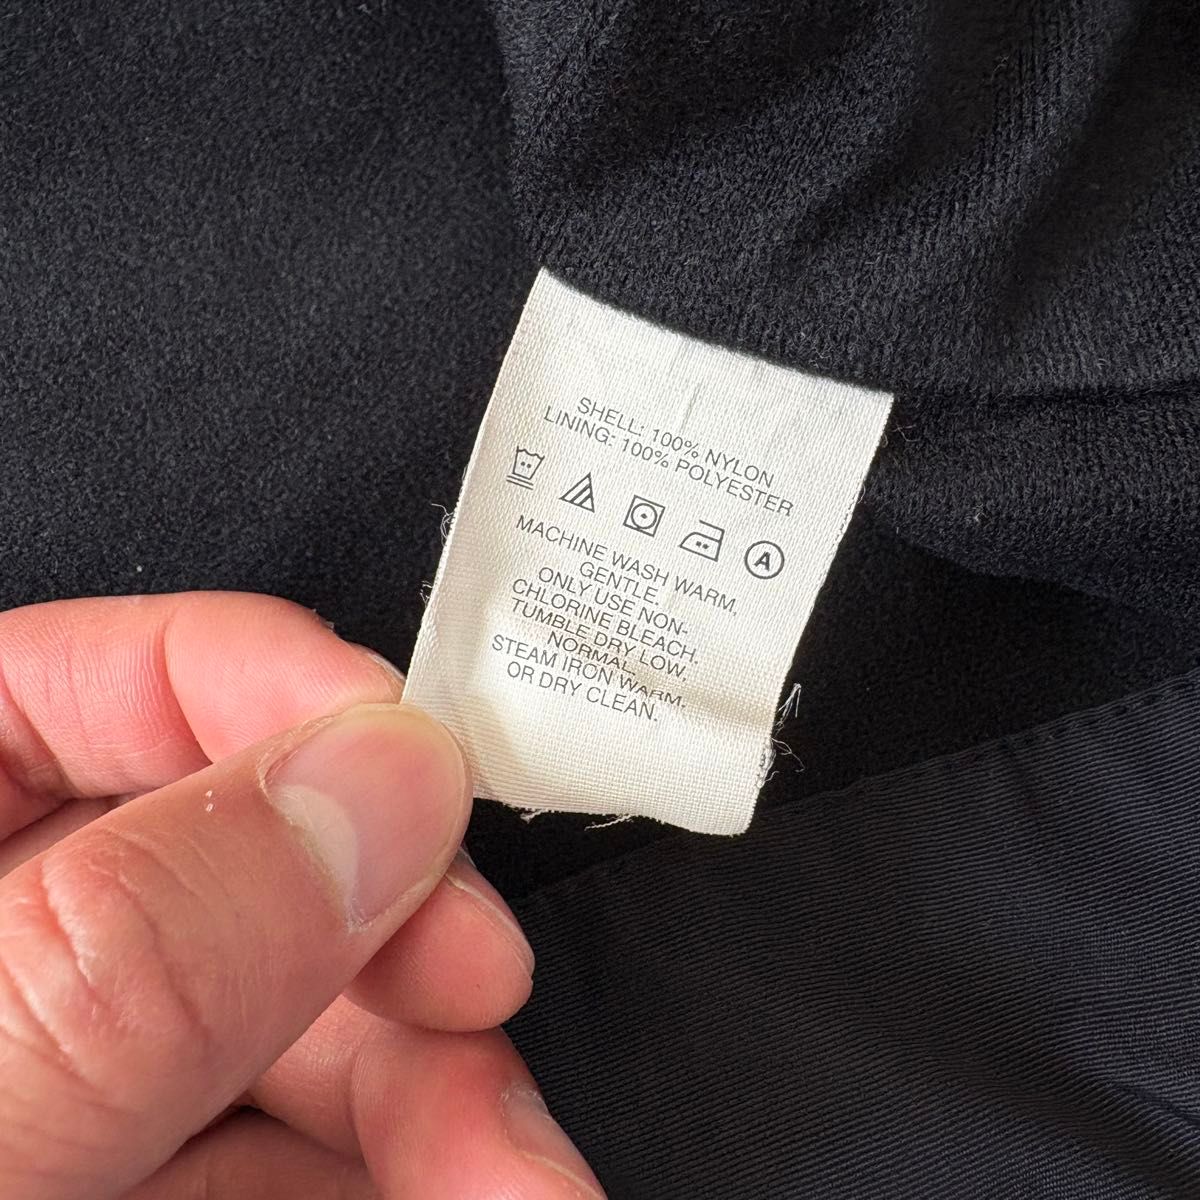 SHELL: 100% NYLON
LINING: 100% POLYESTER
A
MACHINE WASH WARM,
GENTLE.
ONLY USE NON-
CHLORINE BLEACH.
TUMBLE DRY LOW,
NORMAL.
STEAM IRON WARM.
OR DRY CLEAN.